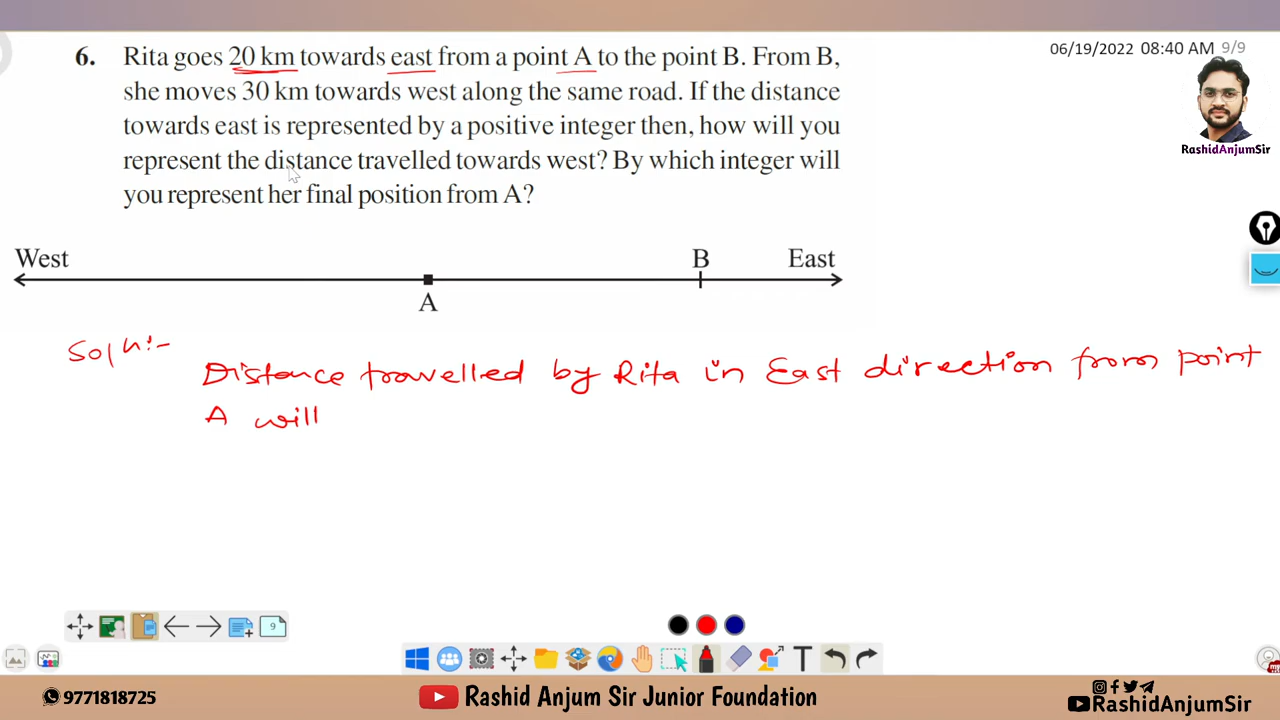 06/19/2022 08:40 AM 9/9
6. Rita goes 20 km towards east from a point A to the point B. From B,
she moves 30 km towards west along the same road. If the distance
towards east is represented by a positive integer then, how will you
represent the distance travelled towards west? By which integer will
you represent her final position from A?
RashidAnjumSir
West B East
A
Soln:-
Distance travelled by Rita in East direction from point
A will
9
T
9771818725
Rashid Anjum Sir Junior Foundation
RashidAnjumSir